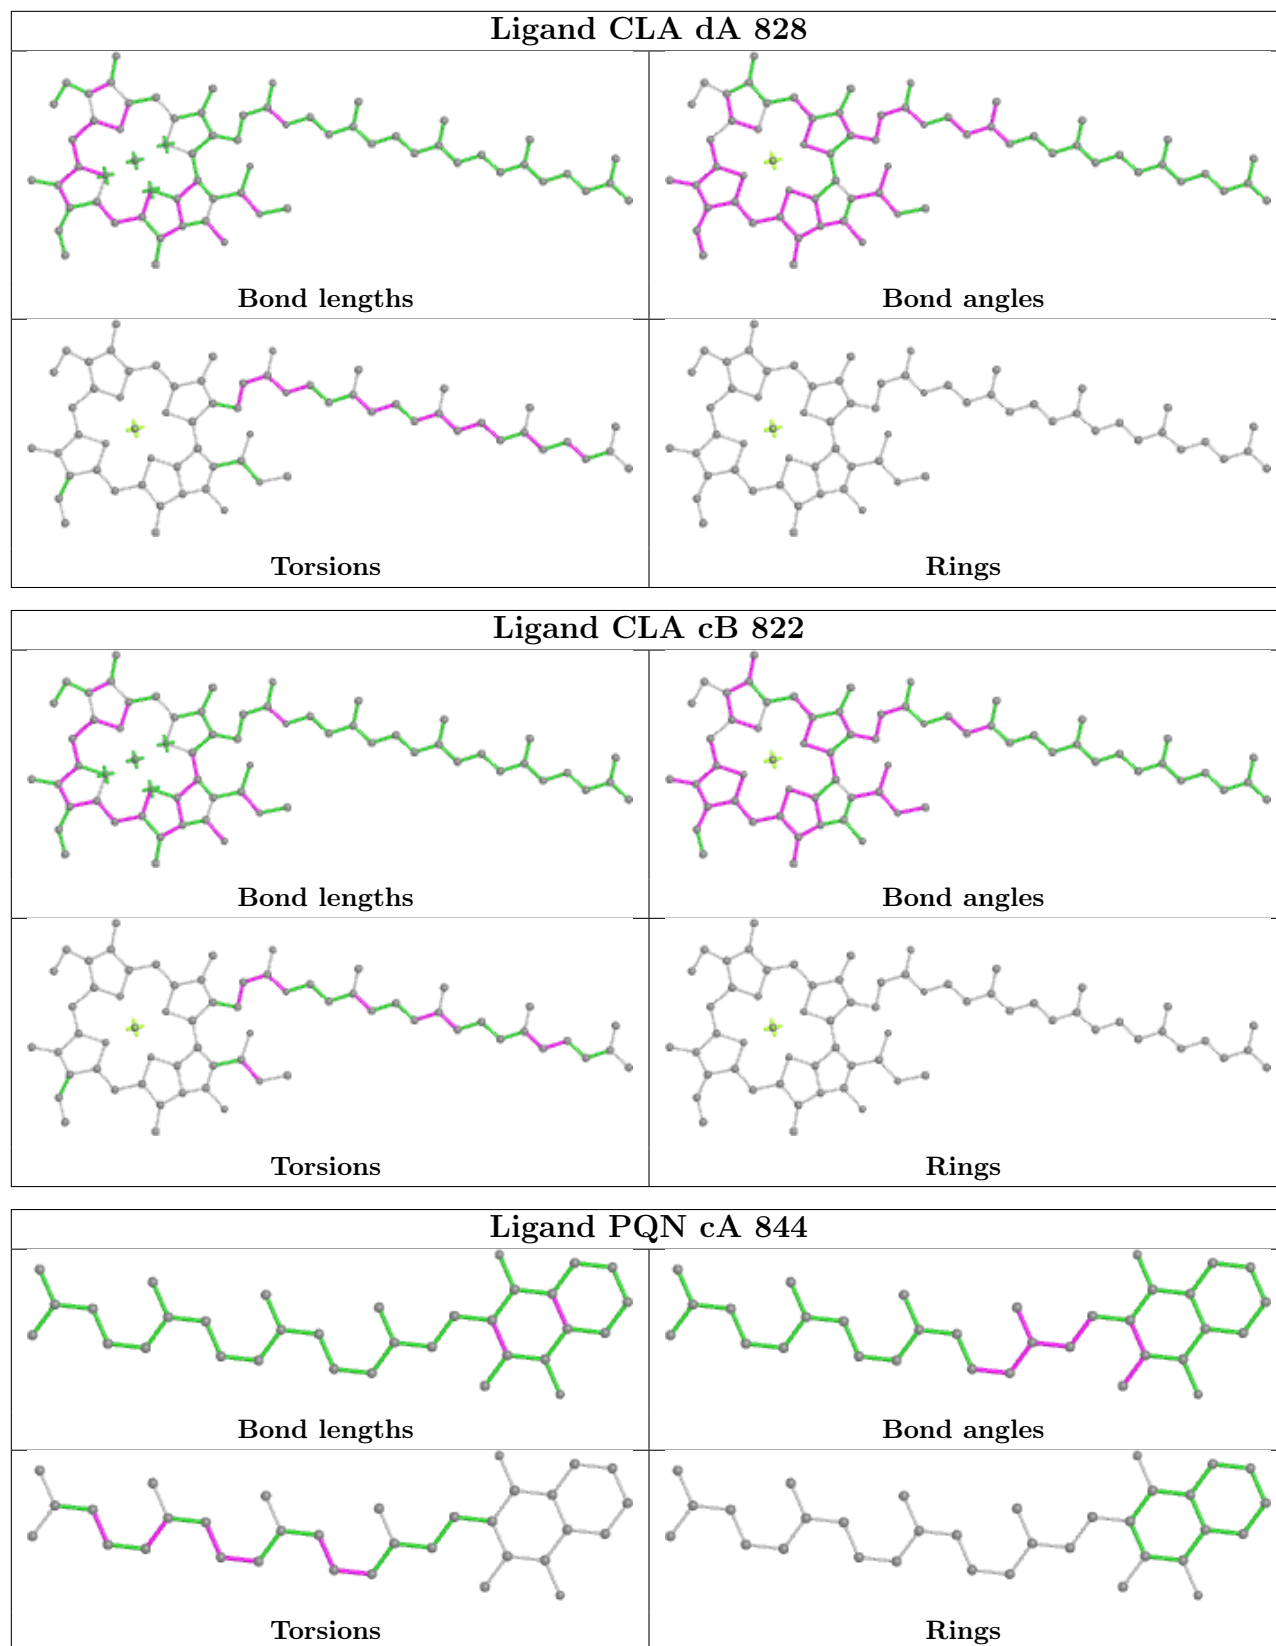 Ligand CLA dA 828
Bond lengths
Bond angles
Torsions
Rings
Ligand CLA cB 822
Bond lengths
Bond angles
Torsions
Rings
Ligand PQN cA 844
Bond lengths
Bond angles
Torsions
Rings